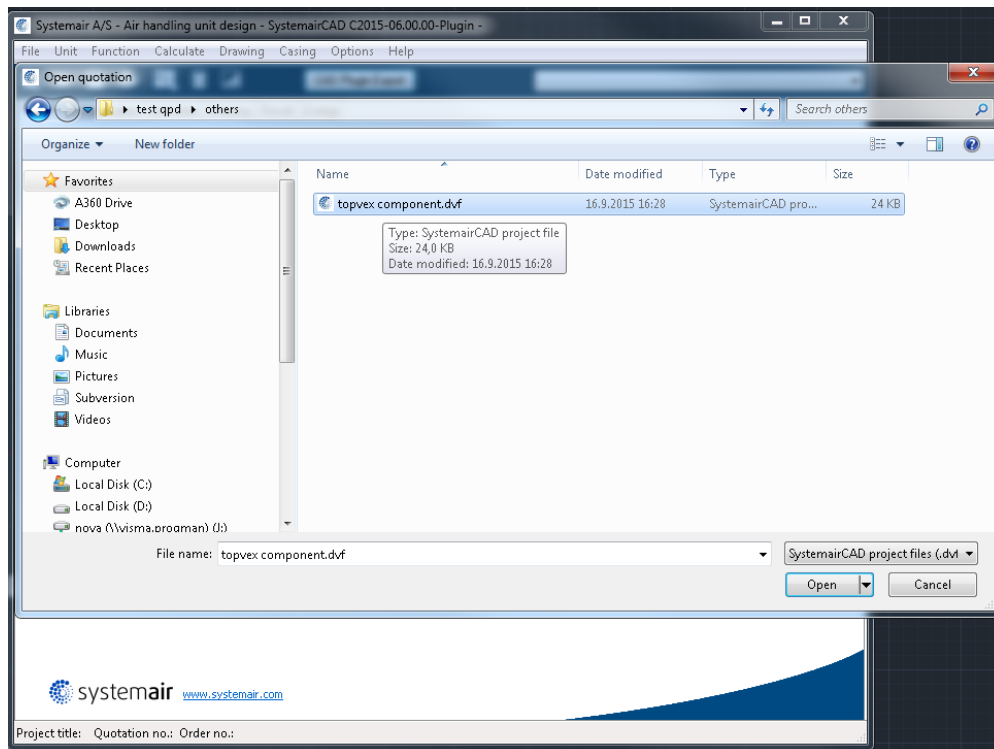 Systemair A/S - Air handling unit design - SystemairCAD C2015-06.00.00-Plugin -
File Unit Function Calculate Drawing Casing Options Help
Open quotation
test qpd others
Search others
Organize New folder
Name Date modified Type Size
Favorites
A360 Drive
Desktop
Downloads
Recent Places
Libraries
Documents
Music
Pictures
Subversion
Videos
Computer
Local Disk (C:)
Local Disk (D:)
nova (\\visma.progman) (J:)
topvex component.dvf 16.9.2015 16:28 SystemairCAD pro... 24 KB
Type: SystemairCAD project file
Size: 24,0 KB
Date modified: 16.9.2015 16:28
File name: topvex component.dvf SystemairCAD project files (.dvf
Open Cancel
systemair www.systemair.com
Project title: Quotation no.: Order no.: